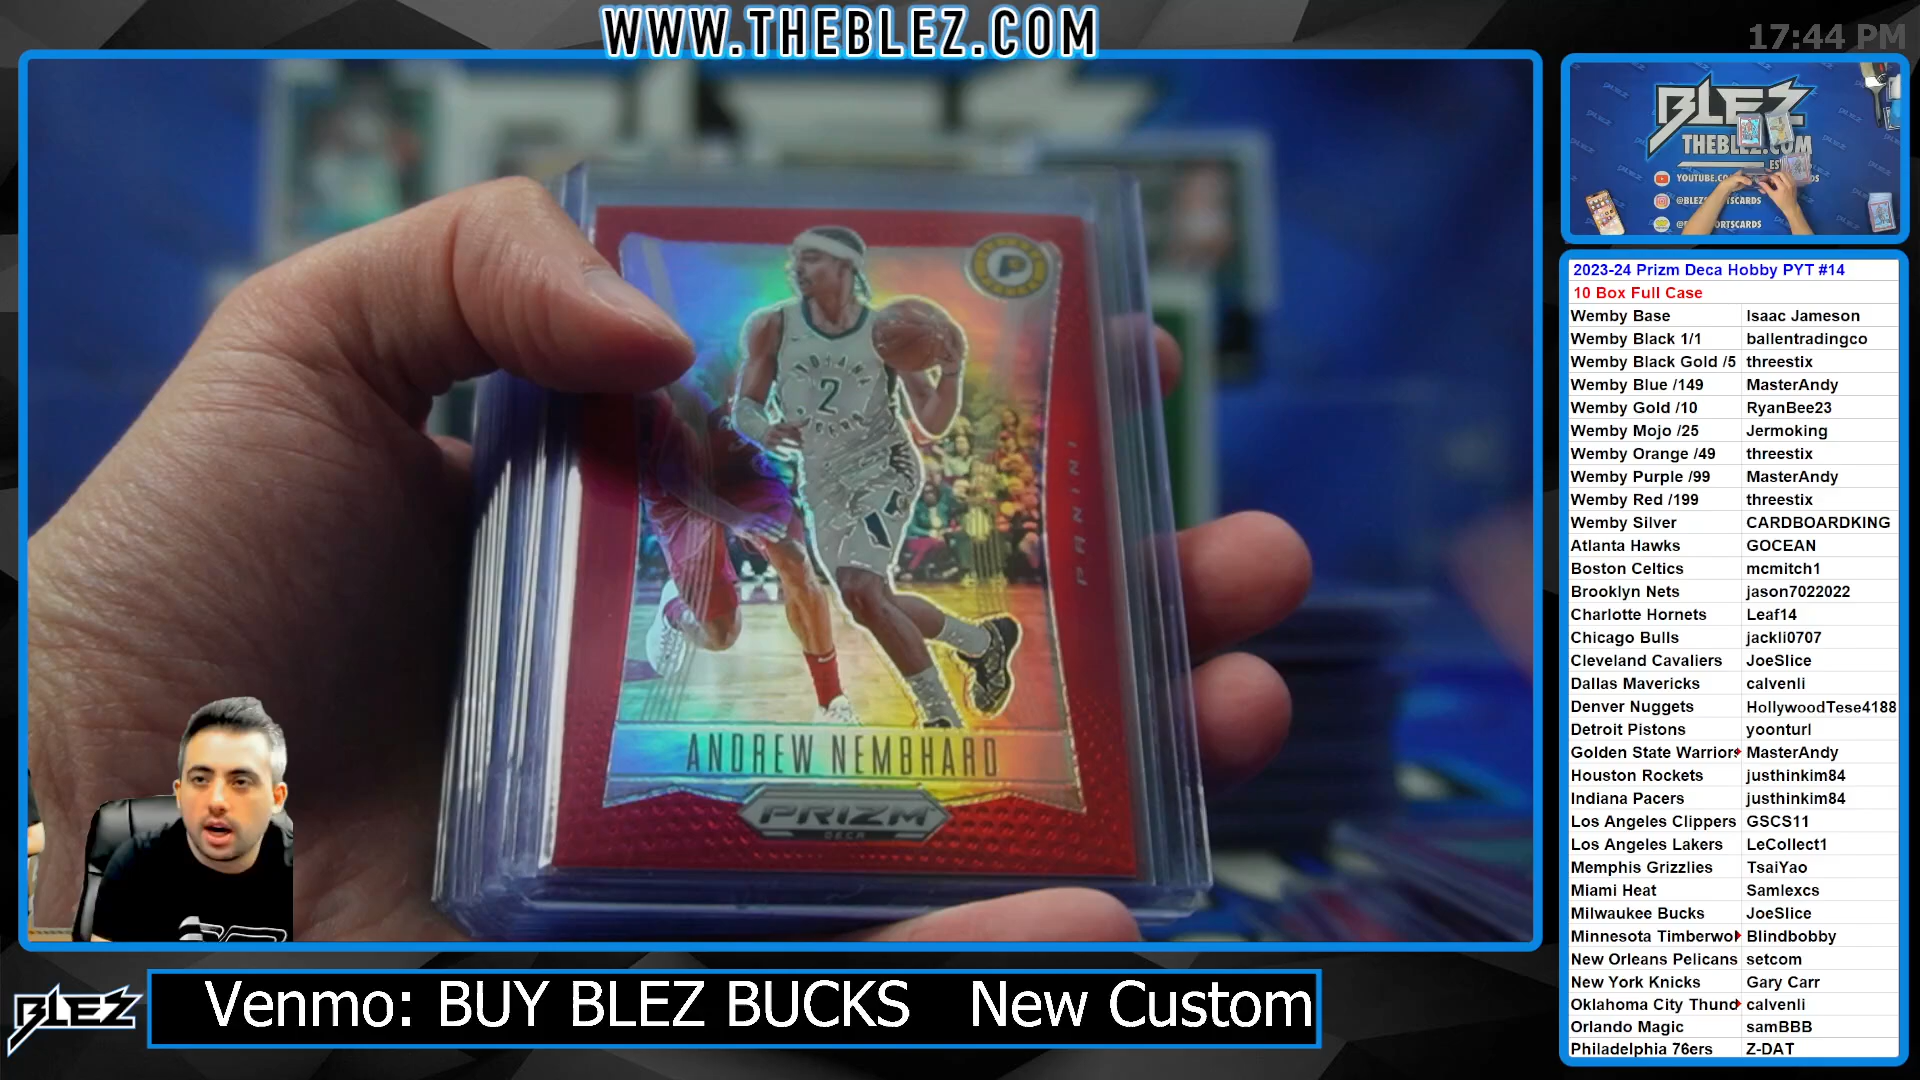 WWW.THEBLEZ.COM
17:44 PM
BLEZ
THEBLEZ.COM
INDIANA
2
PACERS
PANINI
ANDREW NEMBHARD
PRIZM
DECA
2023-24 Prizm Deca Hobby PYT #14
10 Box Full Case
Wemby Base Isaac Jameson
Wemby Black 1/1 ballentradingco
Wemby Black Gold /5 threestix
Wemby Blue /149 MasterAndy
Wemby Gold /10 RyanBee23
Wemby Mojo /25 Jermoking
Wemby Orange /49 threestix
Wemby Purple /99 MasterAndy
Wemby Red /199 threestix
Wemby Silver CARDBOARDKING
Atlanta Hawks GOCEAN
Boston Celtics mcmitch1
Brooklyn Nets jason7022022
Charlotte Hornets Leaf14
Chicago Bulls jackli0707
Cleveland Cavaliers JoeSlice
Dallas Mavericks calvenli
Denver Nuggets HollywoodTese4188
Detroit Pistons yoonturl
Golden State Warriors MasterAndy
Houston Rockets justhinkim84
Indiana Pacers justhinkim84
Los Angeles Clippers GSCS11
Los Angeles Lakers LeCollect1
Memphis Grizzlies TsaiYao
Miami Heat Samlexcs
Milwaukee Bucks JoeSlice
Minnesota Timberwol Blindbobby
New Orleans Pelicans setcom
New York Knicks Gary Carr
Oklahoma City Thund calvenli
Orlando Magic samBBB
Philadelphia 76ers Z-DAT
BLEZ
Venmo: BUY BLEZ BUCKS New Custom